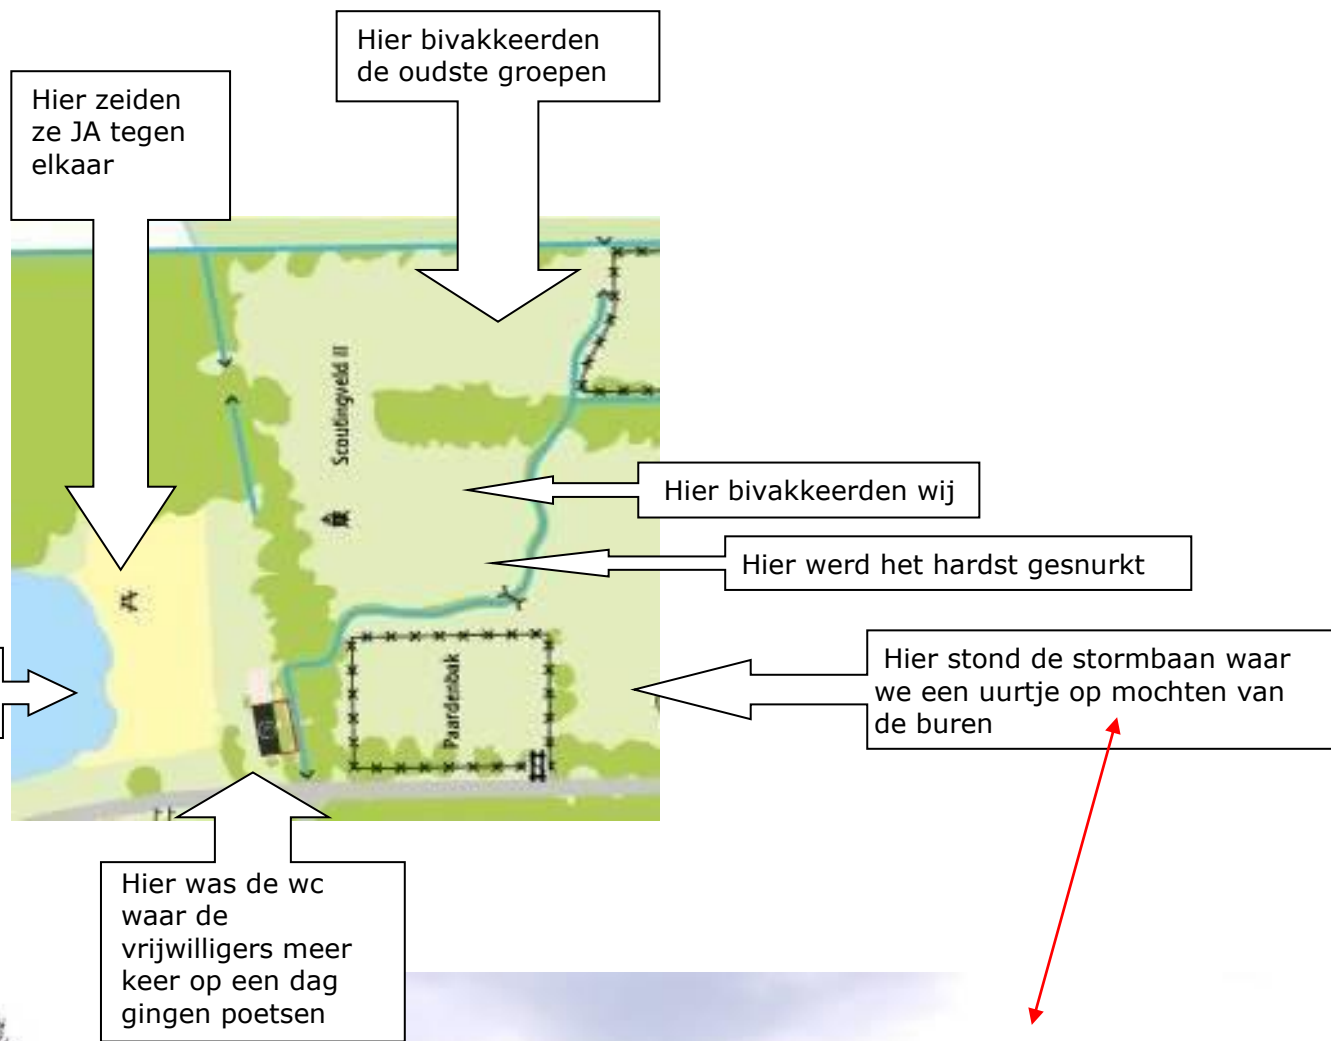 Hier bivakkeerden
de oudste groepen
Hier zeiden
ze JA tegen
elkaar
Scoutingveld II
Hier bivakkeerden wij
Hier werd het hardst gesnurkt
Paardenbak
Hier stond de stormbaan waar
we een uurtje op mochten van
de buren
Hier was de wc
waar de
vrijwilligers meer
keer op een dag
gingen poetsen